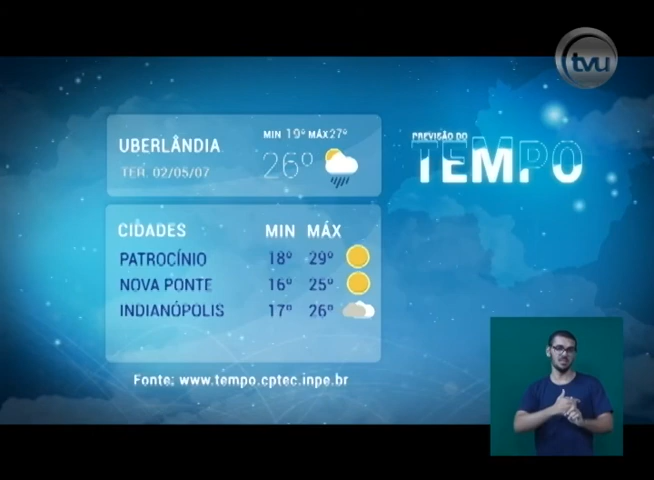 tvu
PREVISÃO DO
TEMPO
UBERLÂNDIA
TER. 02/05/07
MIN 19º MÁX 27º
26º
CIDADES MIN MÁX
PATROCÍNIO 18º 29º
NOVA PONTE 16º 25º
INDIANÓPOLIS 17º 26º
Fonte: www.tempo.cptec.inpe.br